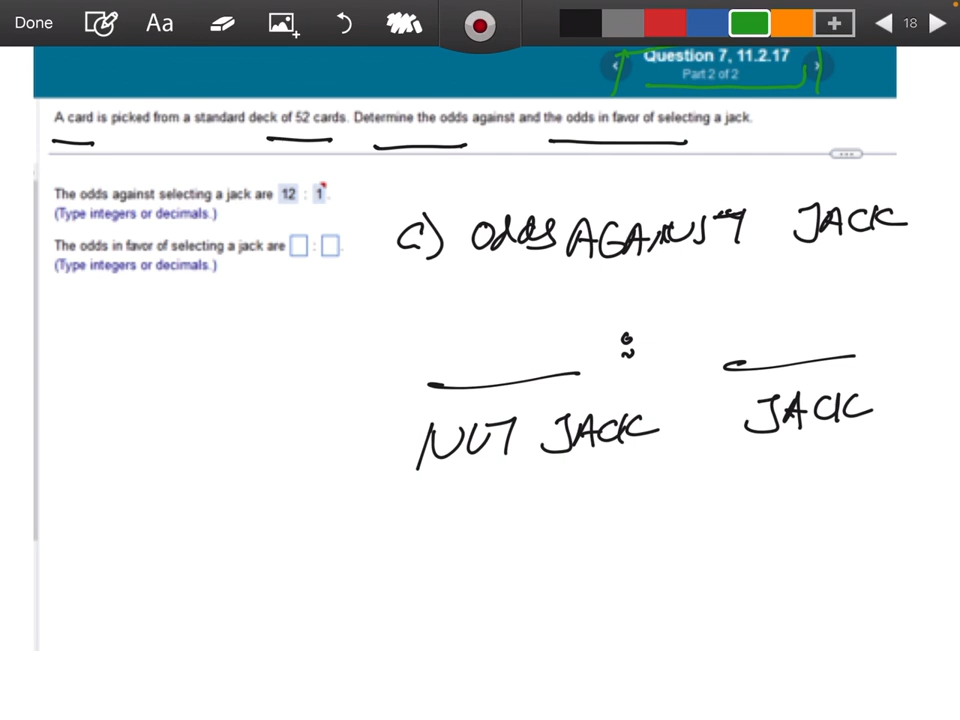 Done Aa 18
Question 7, 11.2.17
Part 2 of 2
A card is picked from a standard deck of 52 cards. Determine the odds against and the odds in favor of selecting a jack.
The odds against selecting a jack are 12 : 1.
(Type integers or decimals.)
The odds in favor of selecting a jack are : .
(Type integers or decimals.)
a) Odds AGAINST JACK
:
NOT JACK JACK